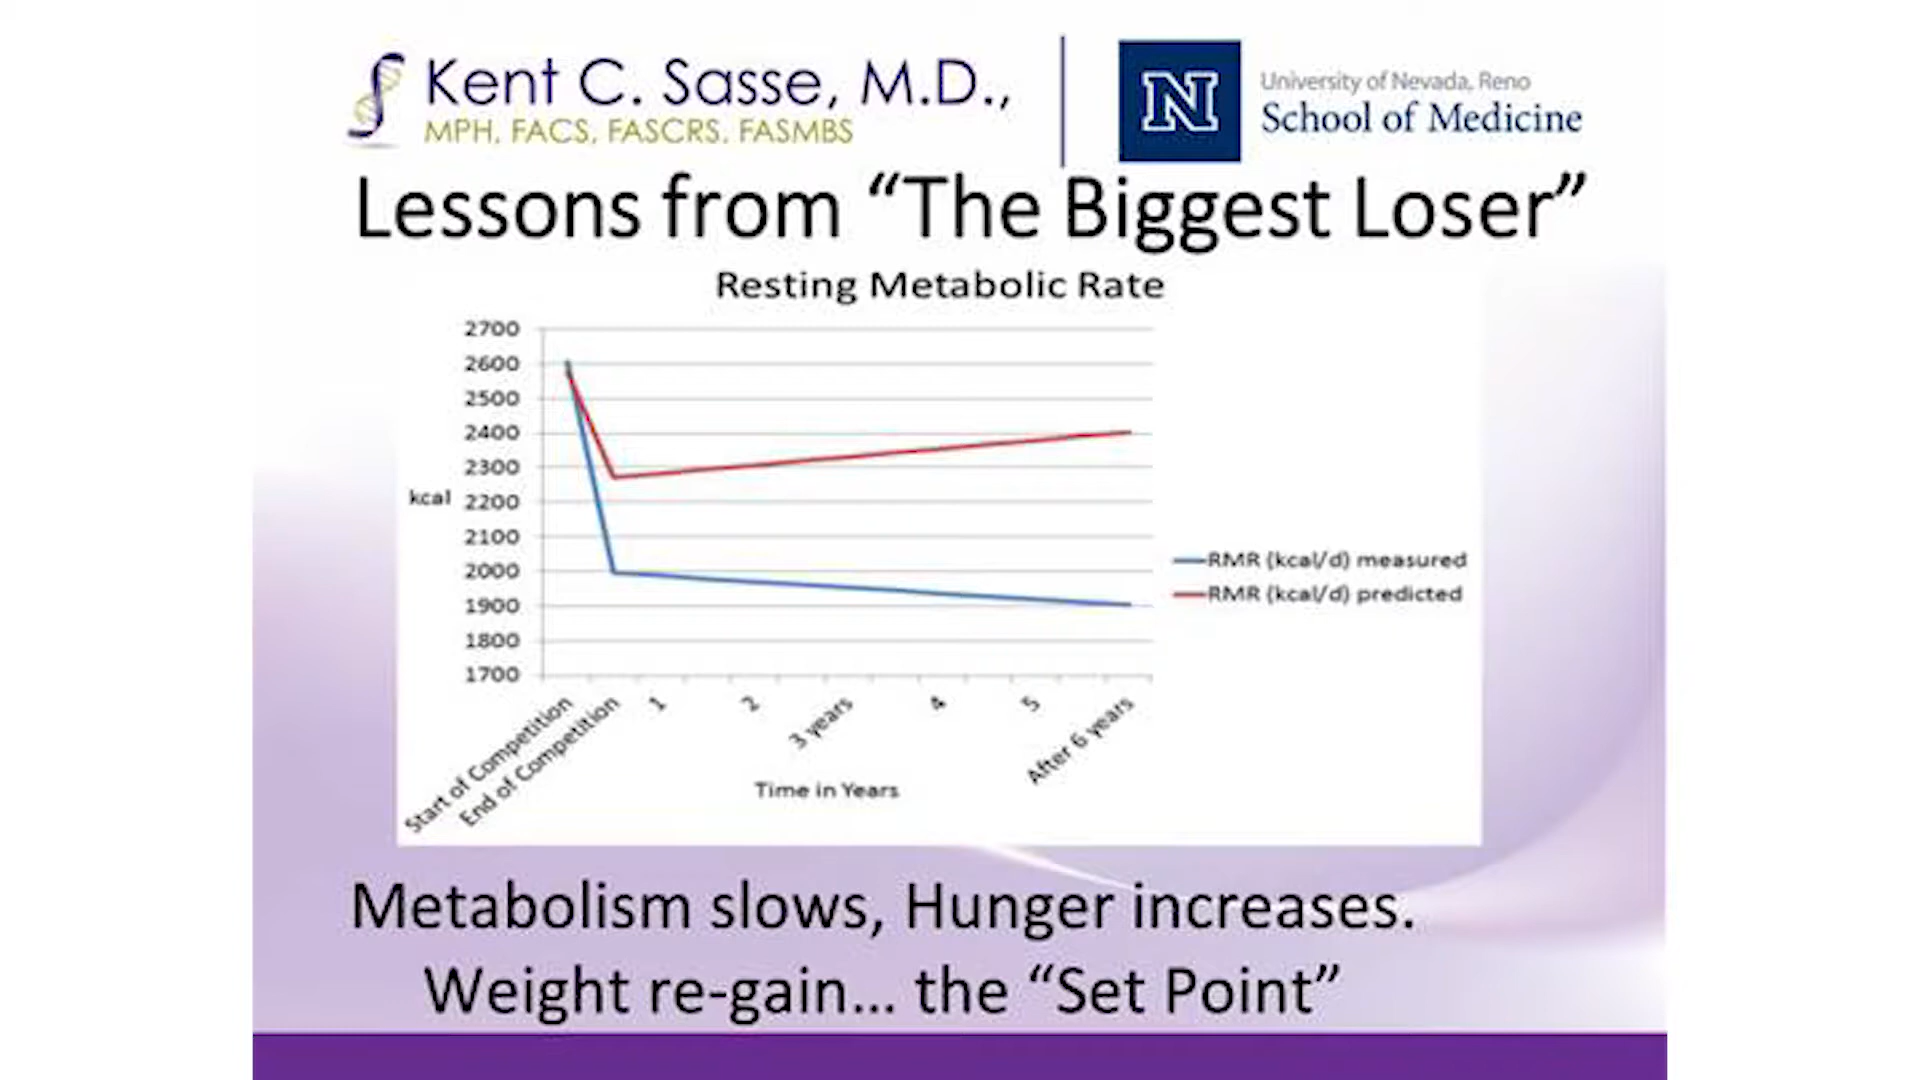 Kent C. Sasse, M.D.,
MPH, FACS, FASCRS, FASMBS
N
University of Nevada, Reno
School of Medicine
Lessons from “The Biggest Loser”
Resting Metabolic Rate
2700
2600
2500
2400
2300
kcal
2200
2100
2000
1900
1800
1700
RMR (kcal/d) measured
RMR (kcal/d) predicted
Start of Competition
End of Competition
1
2
3 years
4
5
After 6 years
Time in Years
Metabolism slows, Hunger increases.
Weight re-gain... the “Set Point”